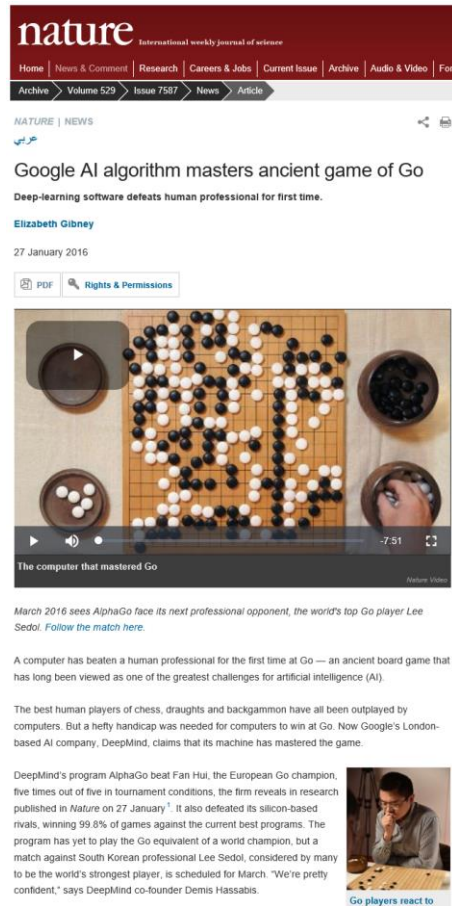 nature International weekly journal of science
Home | News & Comment | Research | Careers & Jobs | Current Issue | Archive | Audio & Video | For
Archive Volume 529 Issue 7587 News Article
NATURE | NEWS
عربي
Google AI algorithm masters ancient game of Go
Deep-learning software defeats human professional for first time.
Elizabeth Gibney
27 January 2016
PDF Rights & Permissions
-7:51
The computer that mastered Go
Nature Video
March 2016 sees AlphaGo face its next professional opponent, the world's top Go player Lee
Sedol. Follow the match here.
A computer has beaten a human professional for the first time at Go — an ancient board game that
has long been viewed as one of the greatest challenges for artificial intelligence (AI).
The best human players of chess, draughts and backgammon have all been outplayed by
computers. But a hefty handicap was needed for computers to win at Go. Now Google's London-
based AI company, DeepMind, claims that its machine has mastered the game.
DeepMind's program AlphaGo beat Fan Hui, the European Go champion,
five times out of five in tournament conditions, the firm reveals in research
published in Nature on 27 January 1. It also defeated its silicon-based
rivals, winning 99.8% of games against the current best programs. The
program has yet to play the Go equivalent of a world champion, but a
match against South Korean professional Lee Sedol, considered by many
to be the world's strongest player, is scheduled for March. "We're pretty
confident," says DeepMind co-founder Demis Hassabis.
Go players react to